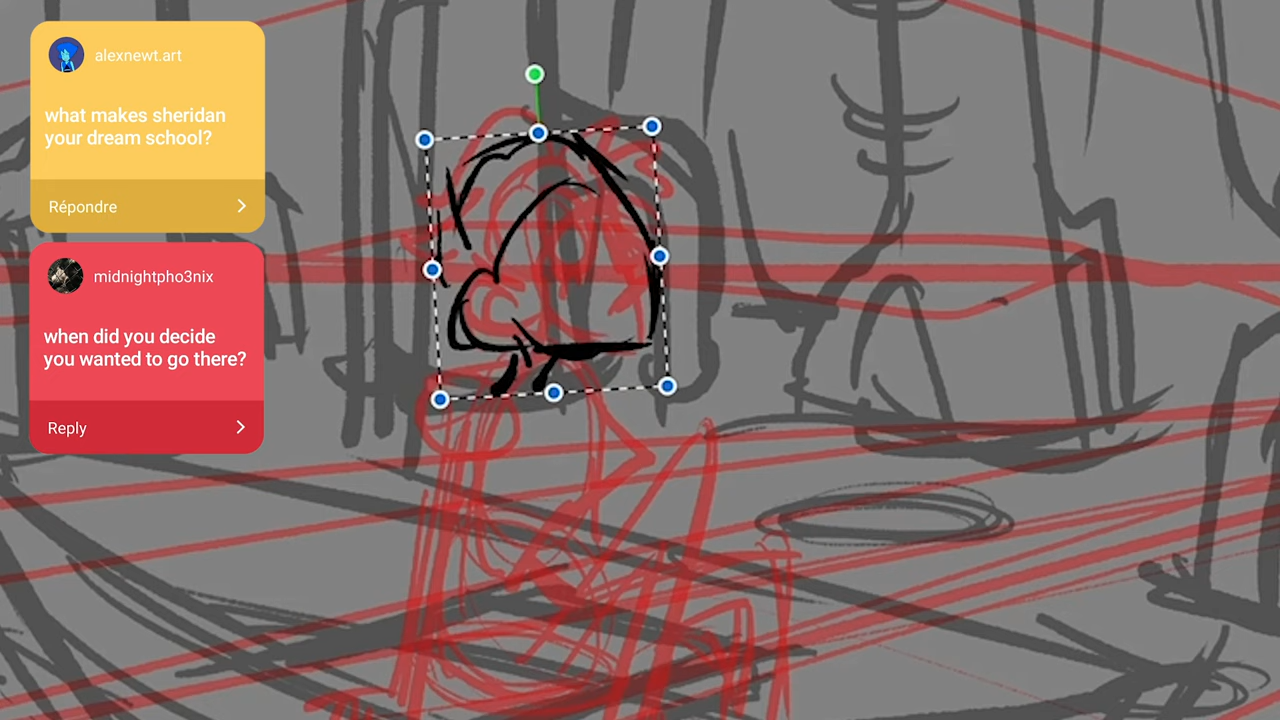 alexnewt.art
what makes sheridan
your dream school?
Répondre
midnightpho3nix
when did you decide
you wanted to go there?
Reply